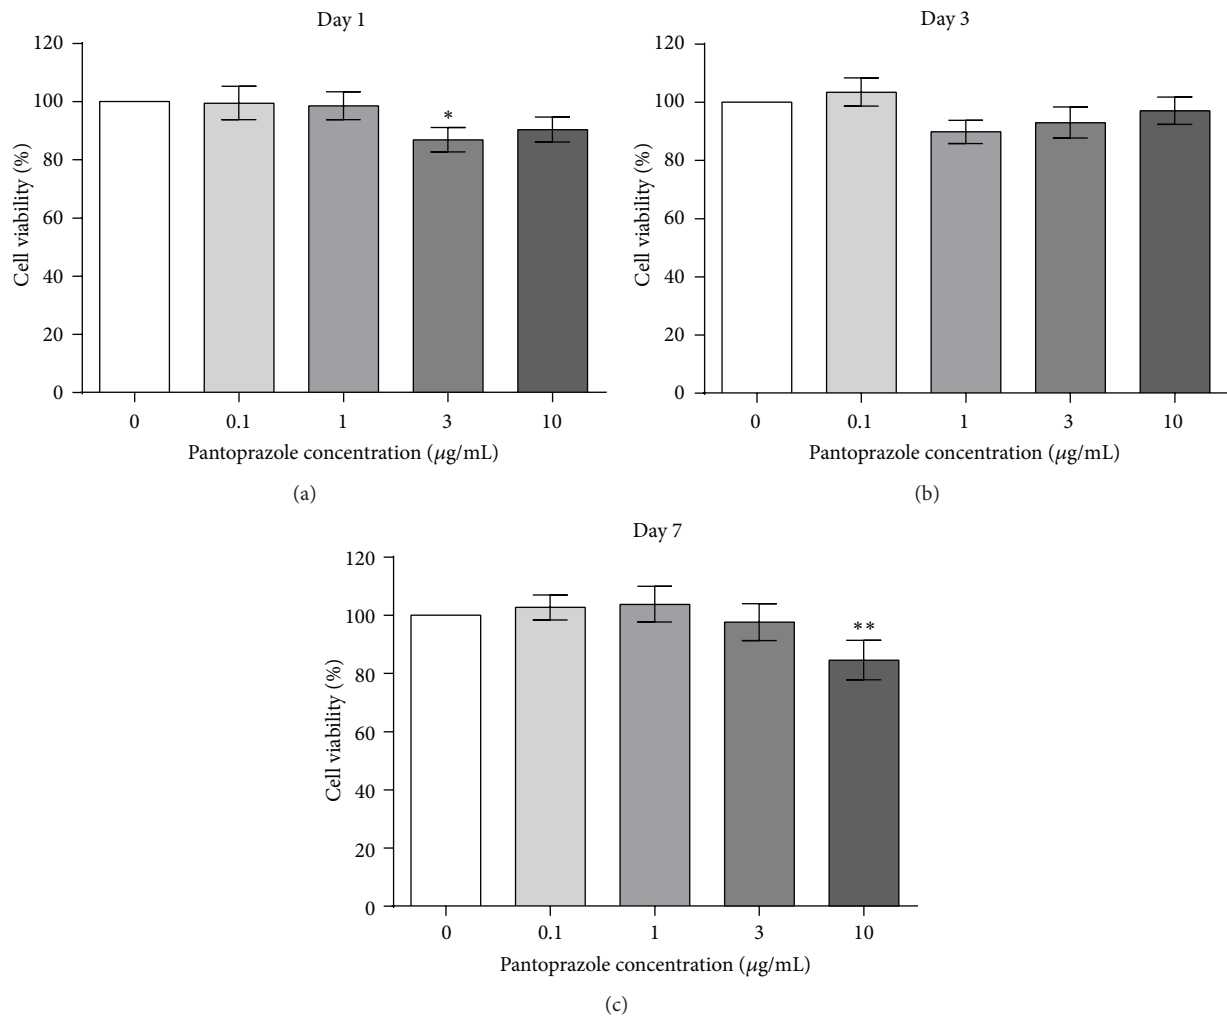 Day 1
120
100
80
60
40
20
0
Cell viability (%)
*
0 0.1 1 3 10
Pantoprazole concentration (μg/mL)
(a)
Day 3
120
100
80
60
40
20
0
Cell viability (%)
0 0.1 1 3 10
Pantoprazole concentration (μg/mL)
(b)
Day 7
120
100
80
60
40
20
0
Cell viability (%)
**
0 0.1 1 3 10
Pantoprazole concentration (μg/mL)
(c)